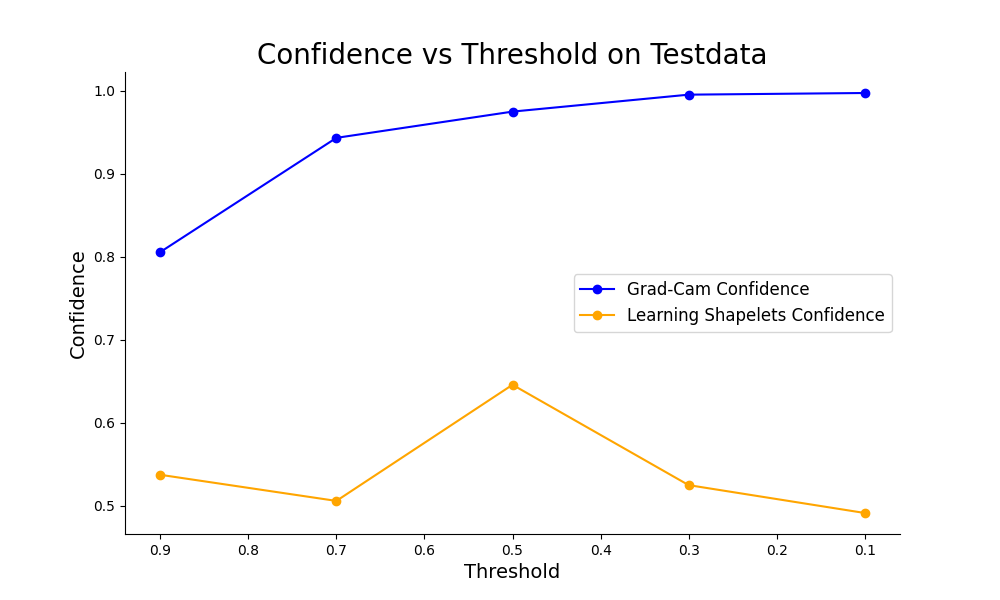 Confidence vs Threshold on Testdata
1.0
0.9
0.8
0.7
0.6
0.5
Confidence
Grad-Cam Confidence
Learning Shapelets Confidence
0.9 0.8 0.7 0.6 0.5 0.4 0.3 0.2 0.1
Threshold